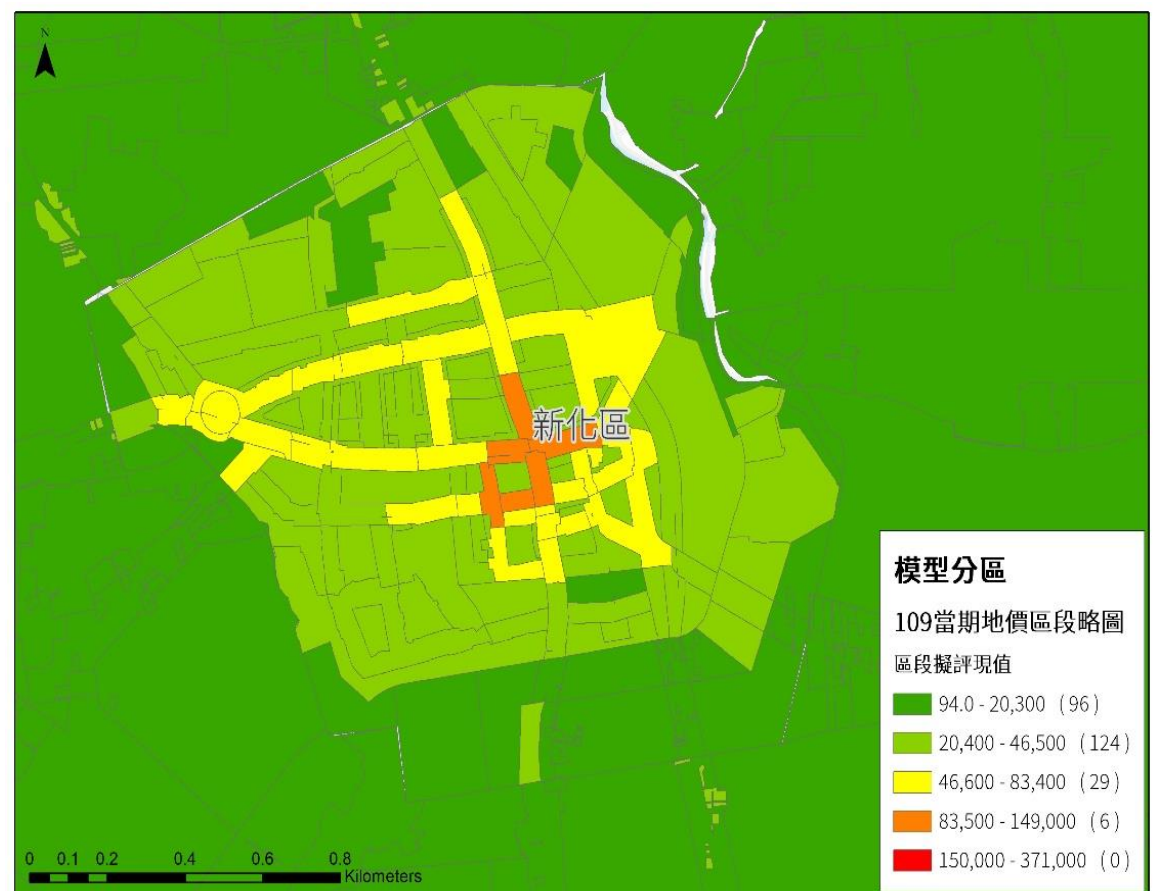 N
新化區
模型分區
109當期地價區段略圖
區段擬評現值
94.0 - 20,300 (96)
20,400 - 46,500 (124)
46,600 - 83,400 (29)
83,500 - 149,000 (6)
150,000 - 371,000 (0)
0 0.1 0.2 0.4 0.6 0.8
Kilometers